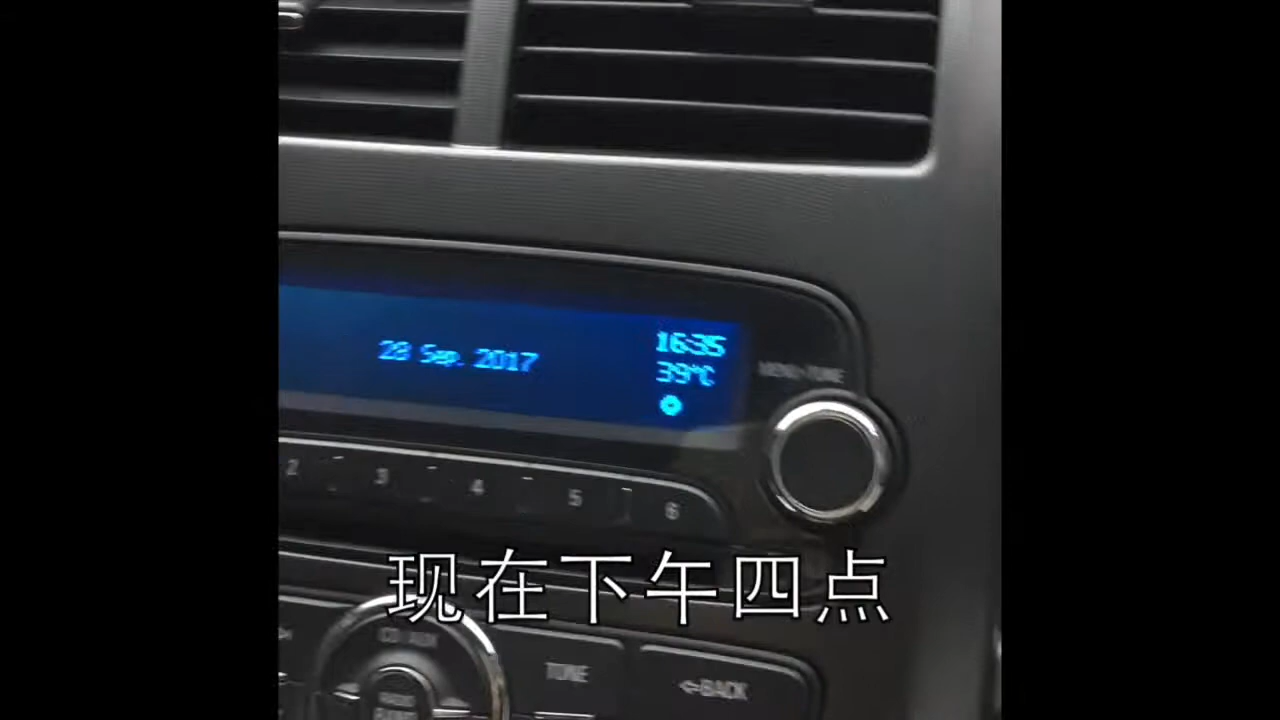 16:35
28 Sep. 2017
39°C
MENU-TUNE
2 3 4 5 6
现在下午四点
CD/AUX
TONE
BACK
RADIO